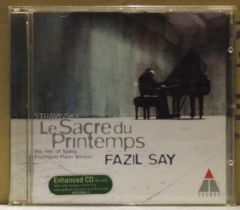 STRAVINSKY
Le Sacre du
Printemps
The Rite of Spring
Four Hand Piano Version
FAZIL SAY
Enhanced CD
TELDEC